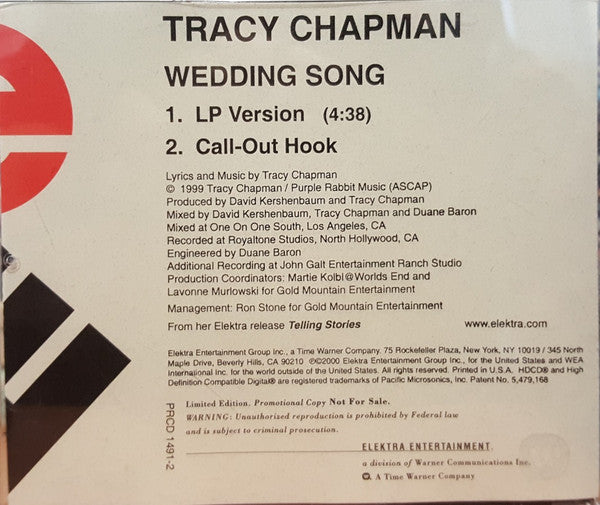 TRACY CHAPMAN
WEDDING SONG
1. LP Version (4:38)
2. Call-Out Hook
Lyrics and Music by Tracy Chapman
© 1999 Tracy Chapman / Purple Rabbit Music (ASCAP)
Produced by David Kershenbaum and Tracy Chapman
Mixed by David Kershenbaum, Tracy Chapman and Duane Baron
Mixed at One On One South, Los Angeles, CA
Recorded at Royaltone Studios, North Hollywood, CA
Engineered by Duane Baron
Additional Recording at John Galt Entertainment Ranch Studio
Production Coordinators: Martie Kolbl@Worlds End and
Lavonne Murlowski for Gold Mountain Entertainment
Management: Ron Stone for Gold Mountain Entertainment
From her Elektra release Telling Stories www.elektra.com
Elektra Entertainment Group Inc., a Time Warner Company, 75 Rockefeller Plaza, New York, NY 10019 / 345 North
Maple Drive, Beverly Hills, CA 90210 ℗©2000 Elektra Entertainment Group, Inc., for the United States and WEA
International Inc. for the world outside of the United States. All rights reserved. Printed in U.S.A. HDCD® and High
Definition Compatible Digital® are registered trademarks of Pacific Microsonics, Inc. Patent No. 5,479,168
Limited Edition. Promotional Copy Not For Sale.
WARNING: Unauthorized reproduction is prohibited by Federal law
and is subject to criminal prosecution.
PRCD 1491-2
ELEKTRA ENTERTAINMENT,
a division of Warner Communications Inc.
A Time Warner Company